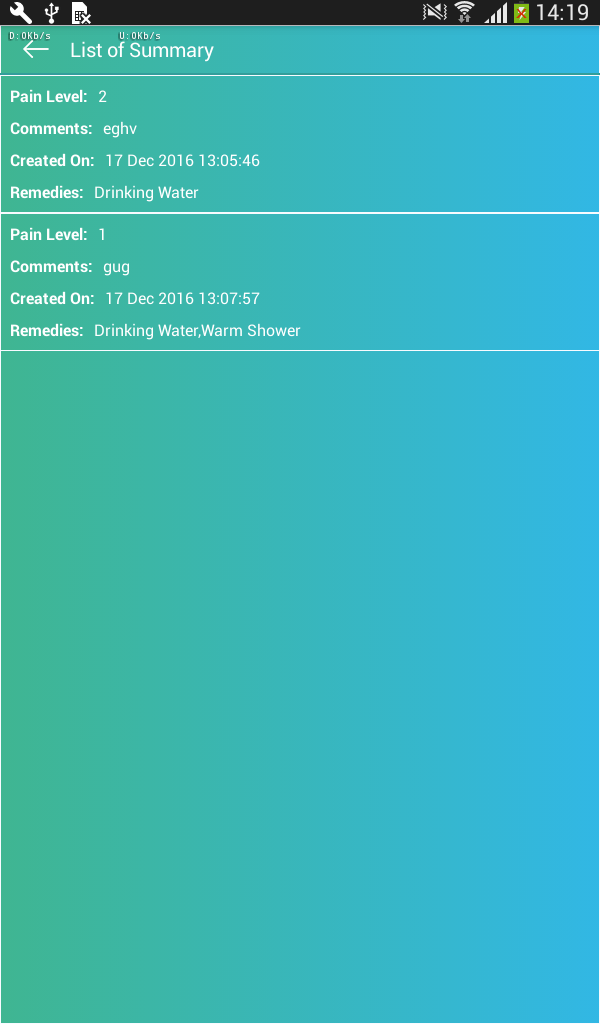 14:19
D:0Kb/s U:0Kb/s
List of Summary
Pain Level: 2
Comments: eghv
Created On: 17 Dec 2016 13:05:46
Remedies: Drinking Water
Pain Level: 1
Comments: gug
Created On: 17 Dec 2016 13:07:57
Remedies: Drinking Water,Warm Shower